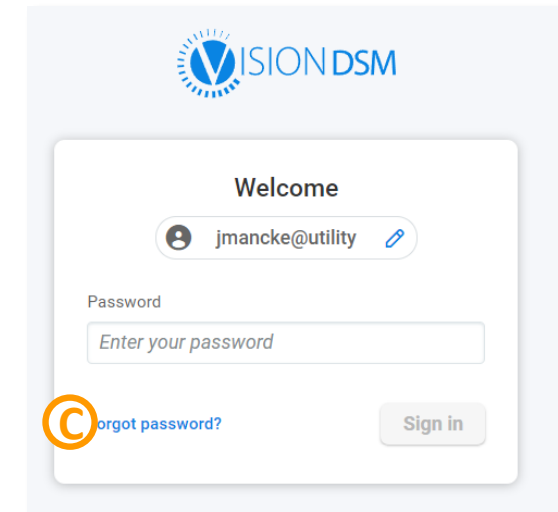 VISION DSM
Welcome
jmancke@utility
Password
Enter your password
C orgot password?
Sign in